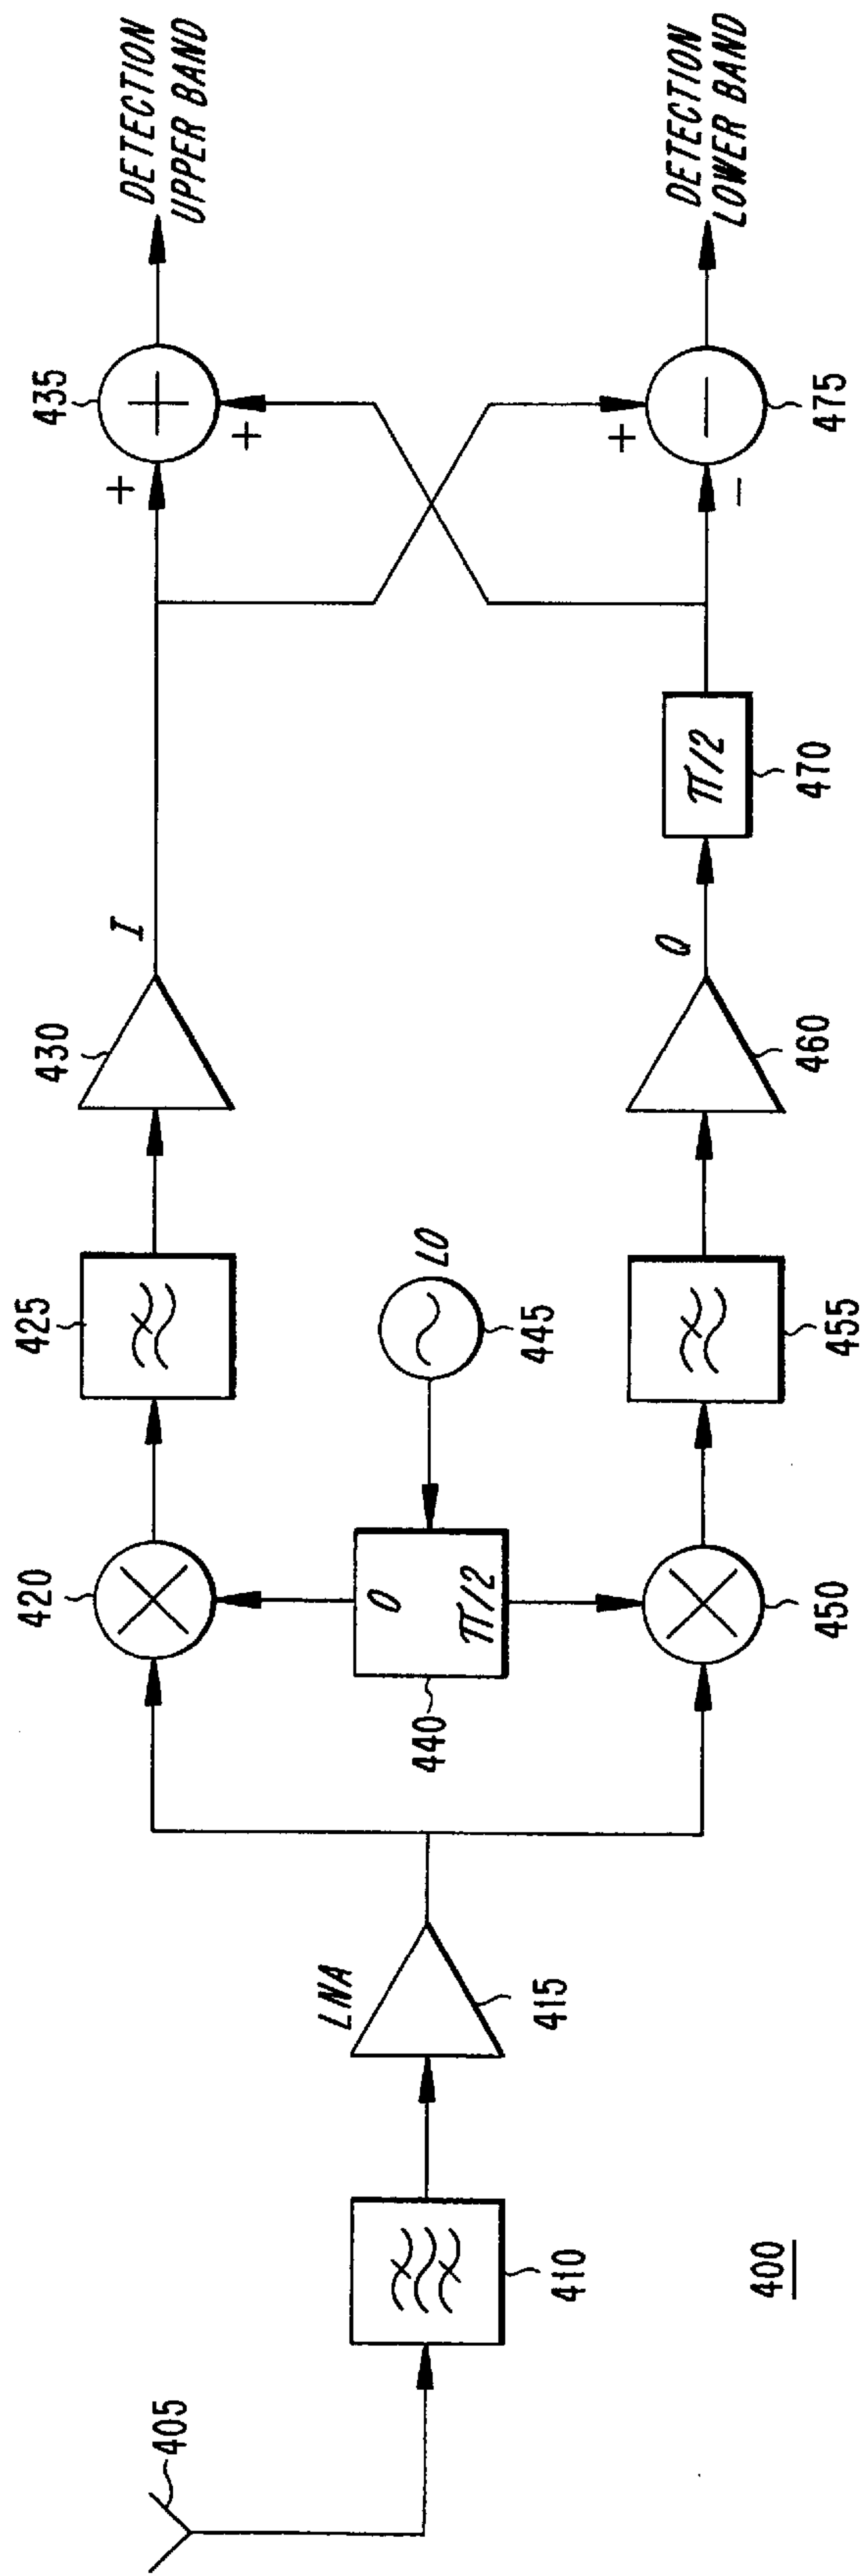 405
410
LNA
415
420
425
430
I
+
435
+
DETECTION
UPPER BAND
440
0
π/2
LO
445
450
455
460
Q
π/2
470
+
-
475
DETECTION
LOWER BAND
400